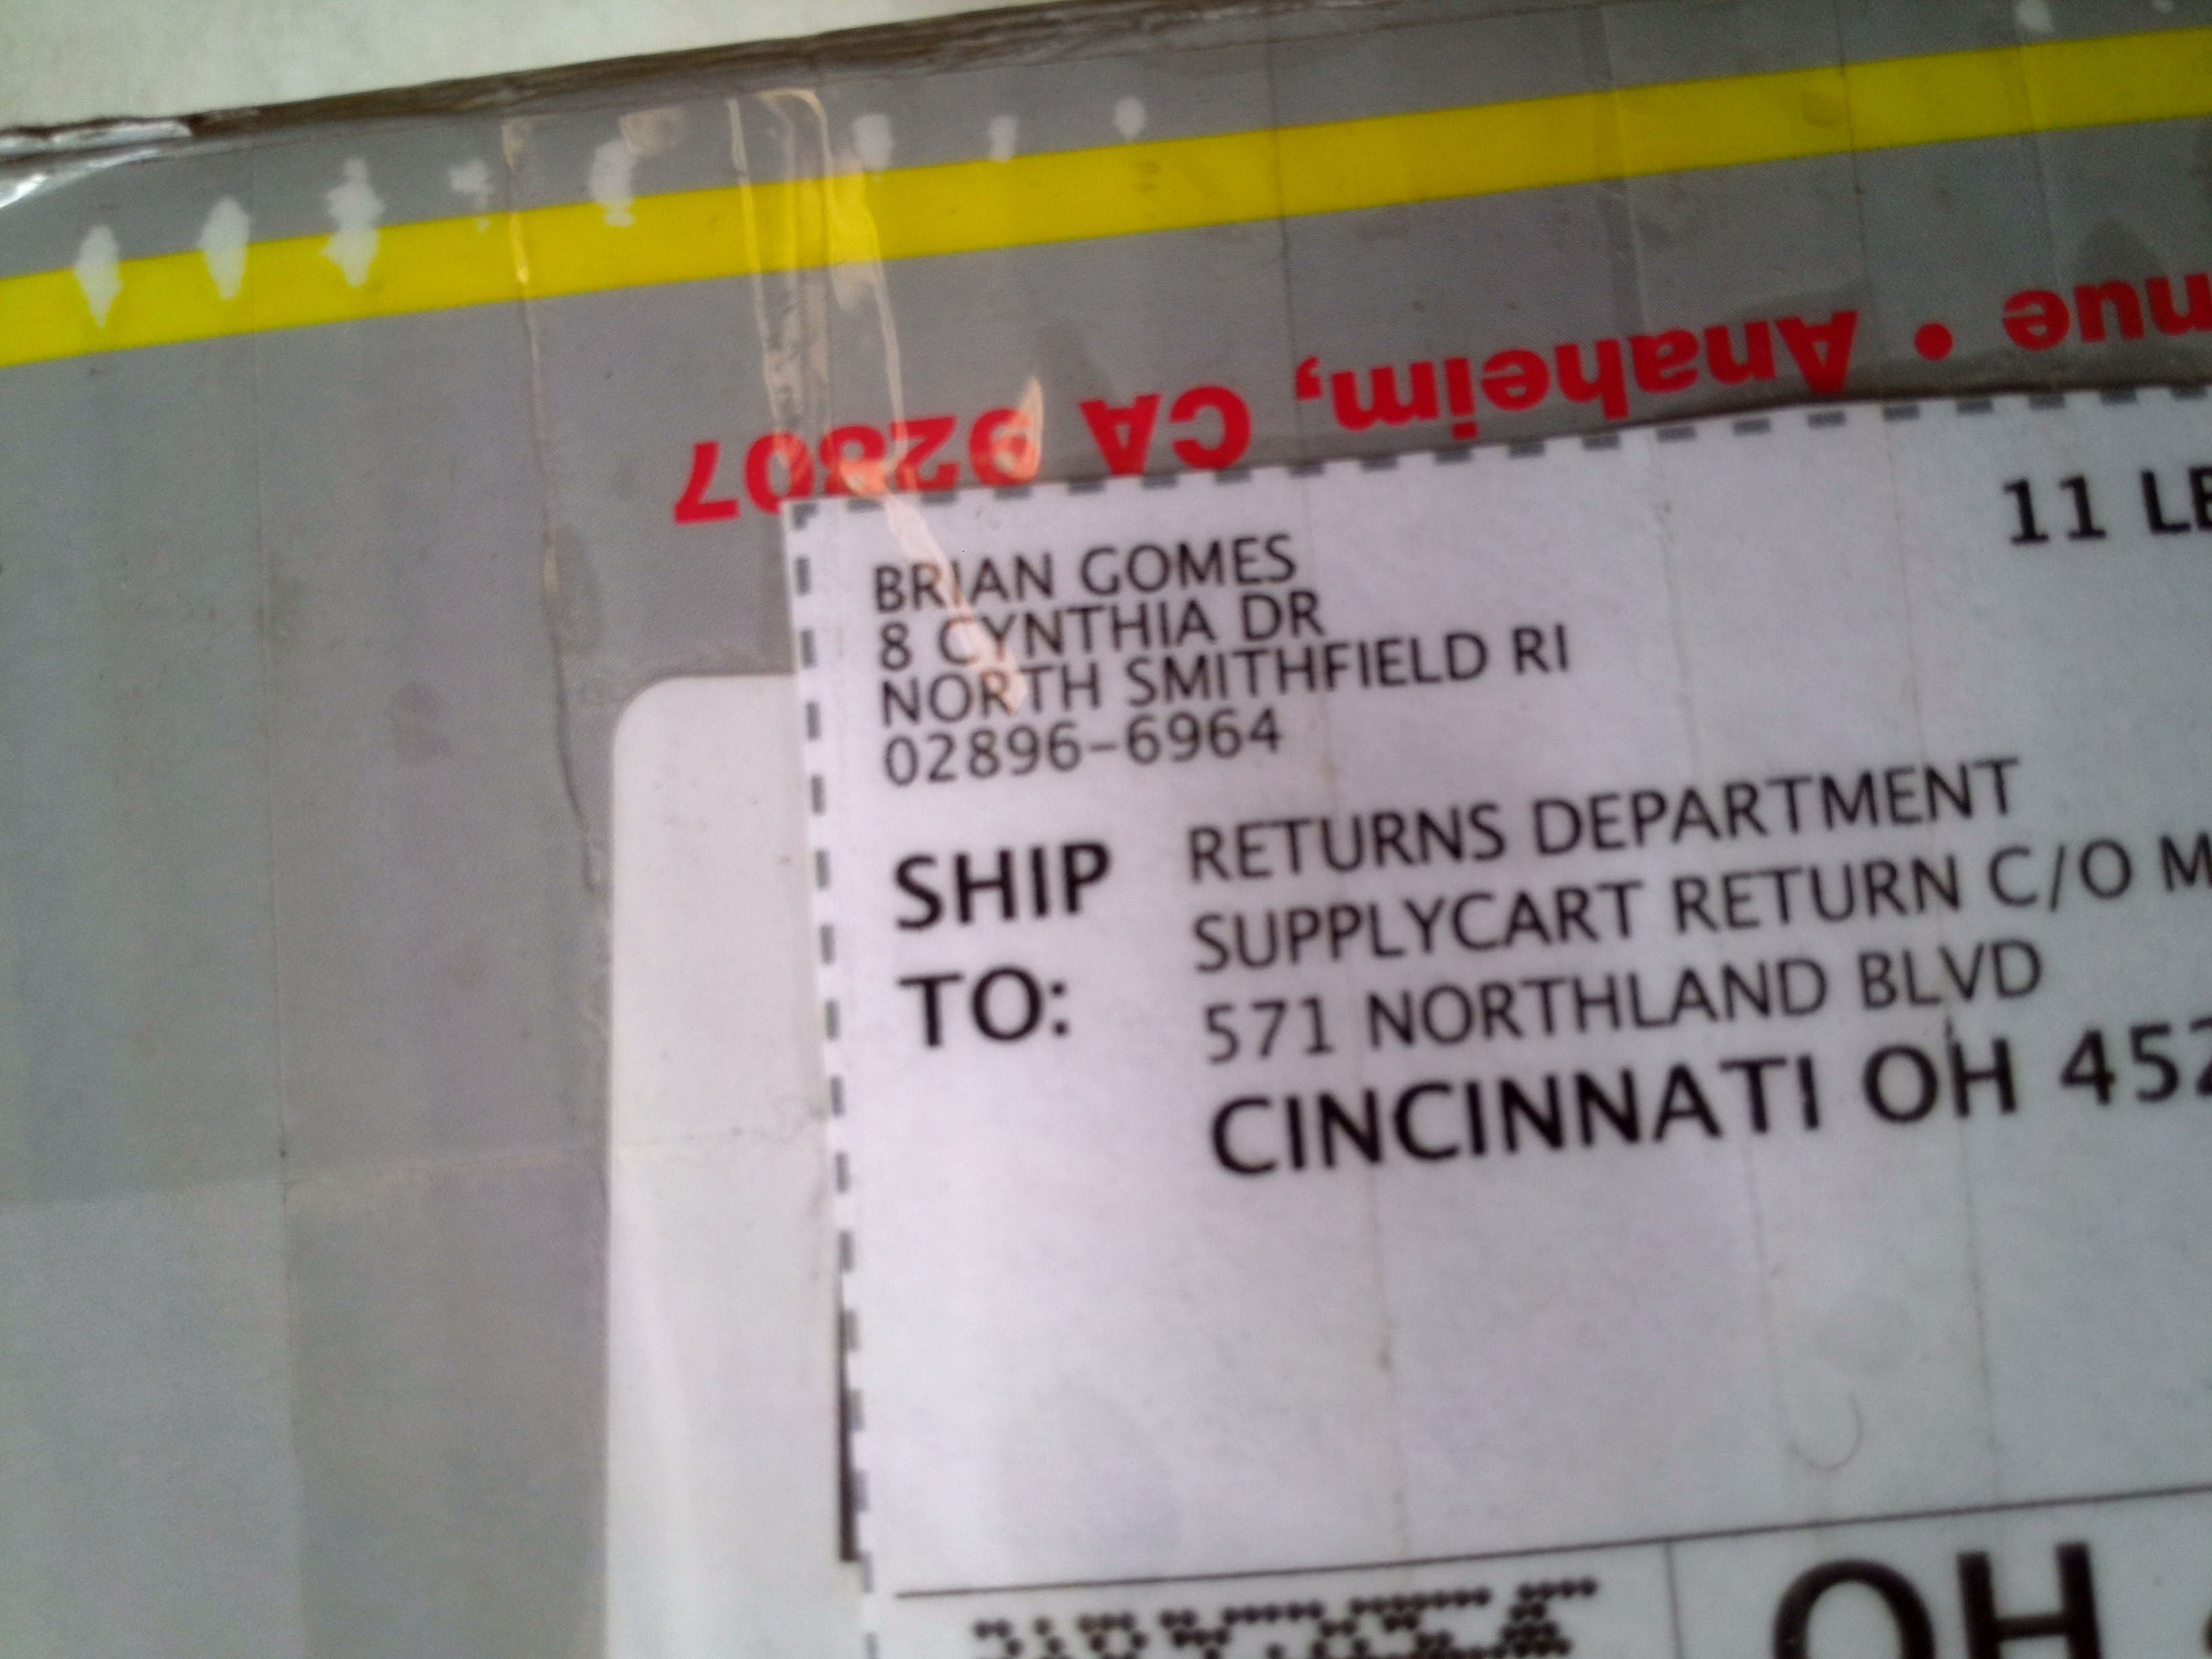 nue • Anaheim, CA 92807
11 LB
BRIAN GOMES
8 CYNTHIA DR
NORTH SMITHFIELD RI
02896-6964
SHIP
TO:
RETURNS DEPARTMENT
SUPPLYCART RETURN C/O M
571 NORTHLAND BLVD
CINCINNATI OH 452
OH